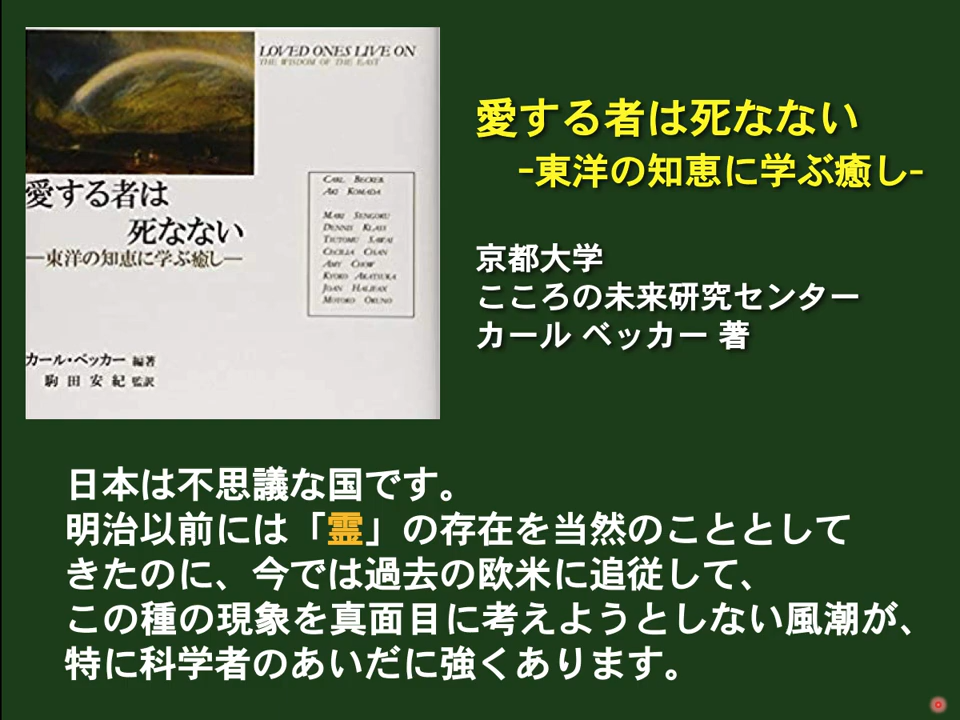 LOVED ONES LIVE ON
THE WISDOM OF THE EAST
CARL BECKER
AKI KOMADA
MARI SENGOKU
DENNIS KLASS
TSUTOMU SAKAI
CECILIA CHAN
AMY CHOW
KYOKO AKATSUKA
JOAN HALIFAX
MOTOKO OKUNO
愛する者は
死なない
―東洋の知恵に学ぶ癒し―
カール・ベッカー 編著
駒田安紀 監訳
愛する者は死なない
-東洋の知恵に学ぶ癒し-
京都大学
こころの未来研究センター
カール ベッカー 著
日本は不思議な国です。
明治以前には「霊」の存在を当然のこととして
きたのに、今では過去の欧米に追従して、
この種の現象を真面目に考えようとしない風潮が、
特に科学者のあいだに強くあります。